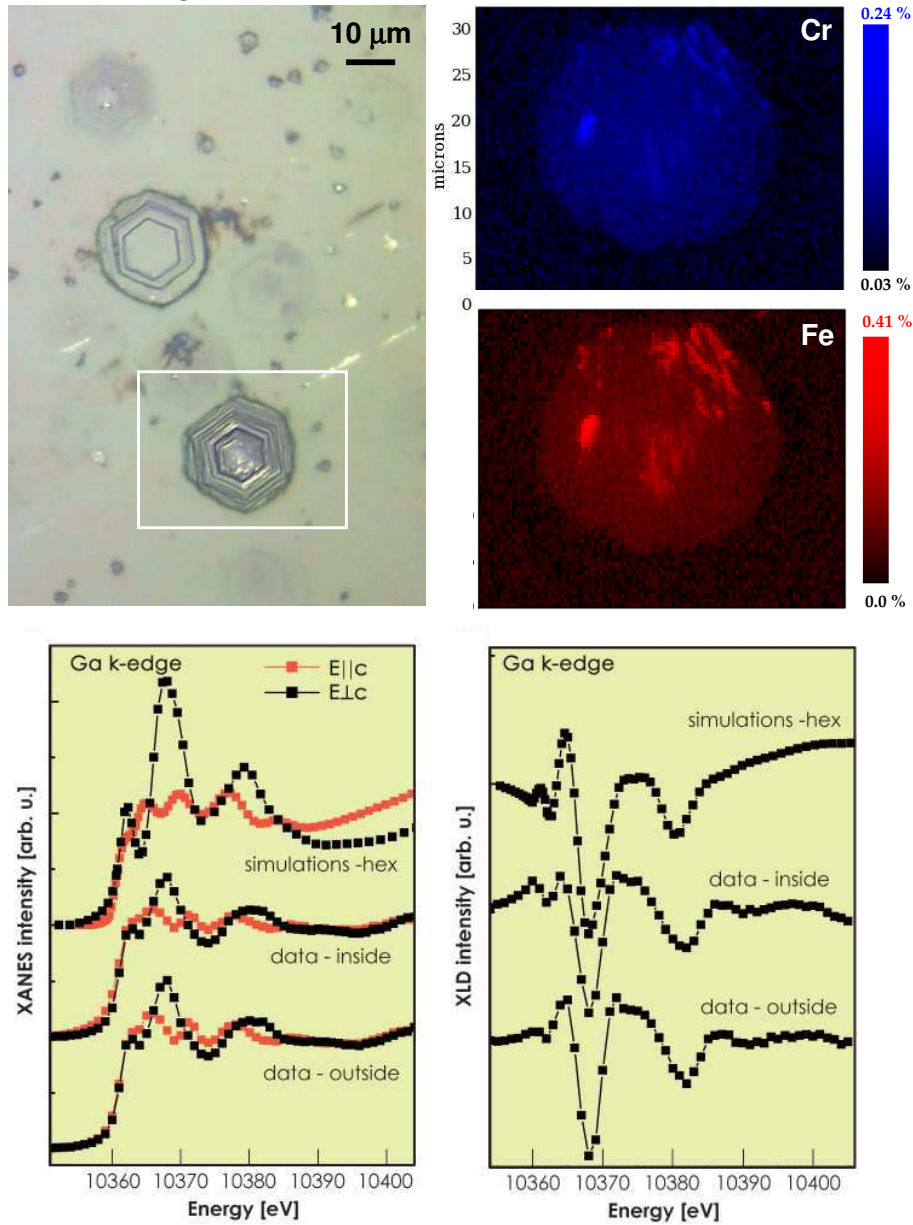 10 μm
Cr
0.24 %
30
25
20
15
10
5
0
microns
0.03 %
Fe
0.41 %
0.0 %
Ga k-edge
E||c
E⊥c
simulations -hex
data - inside
data - outside
XANES intensity [arb. u.]
10360 10370 10380 10390 10400
Energy [eV]
Ga k-edge
simulations -hex
data - inside
data - outside
XLD intensity [arb. u.]
10360 10370 10380 10390 10400
Energy [eV]